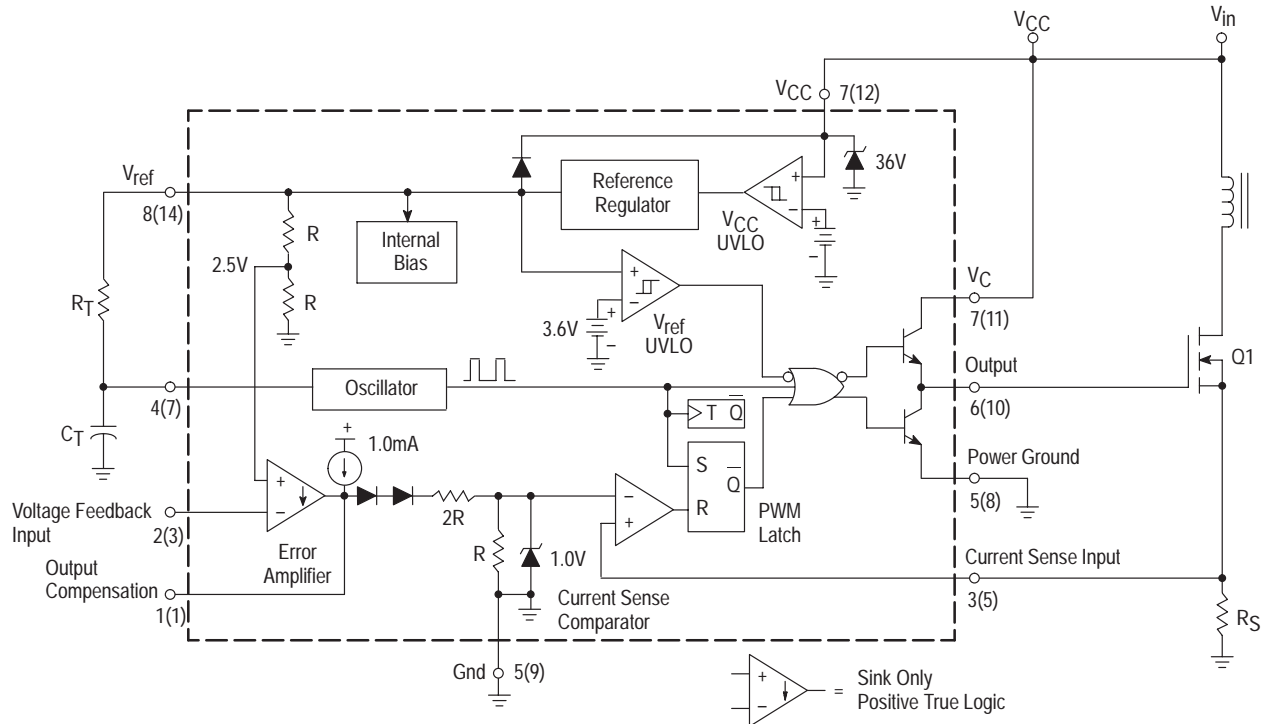 VCC
Vin
VCC 7(12)
Vref
8(14)
36V
Reference
Regulator
+
−
VCC
UVLO
+
−
R
Internal
Bias
2.5V
R
RT
+
−
3.6V
+
−
Vref
UVLO
VC
7(11)
Q1
Output
6(10)
Oscillator
4(7)
T Q
CT
+
1.0mA
S
Q
R
PWM
Latch
Power Ground
5(8)
+
−
−
+
2R
Voltage Feedback
Input
2(3)
Error
Amplifier
R
1.0V
Output
Compensation
1(1)
Current Sense
Comparator
Current Sense Input
3(5)
RS
Gnd 5(9)
+
−
= Sink Only
Positive True Logic